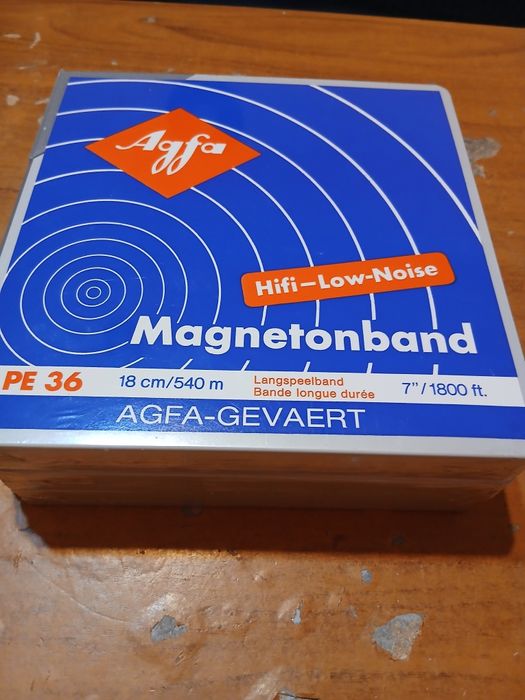 Agfa
Hifi-Low-Noise
Magnetonband
PE 36
18 cm/540 m
Langspeelband
Bande longue durée
7"/1800 ft.
AGFA-GEVAERT